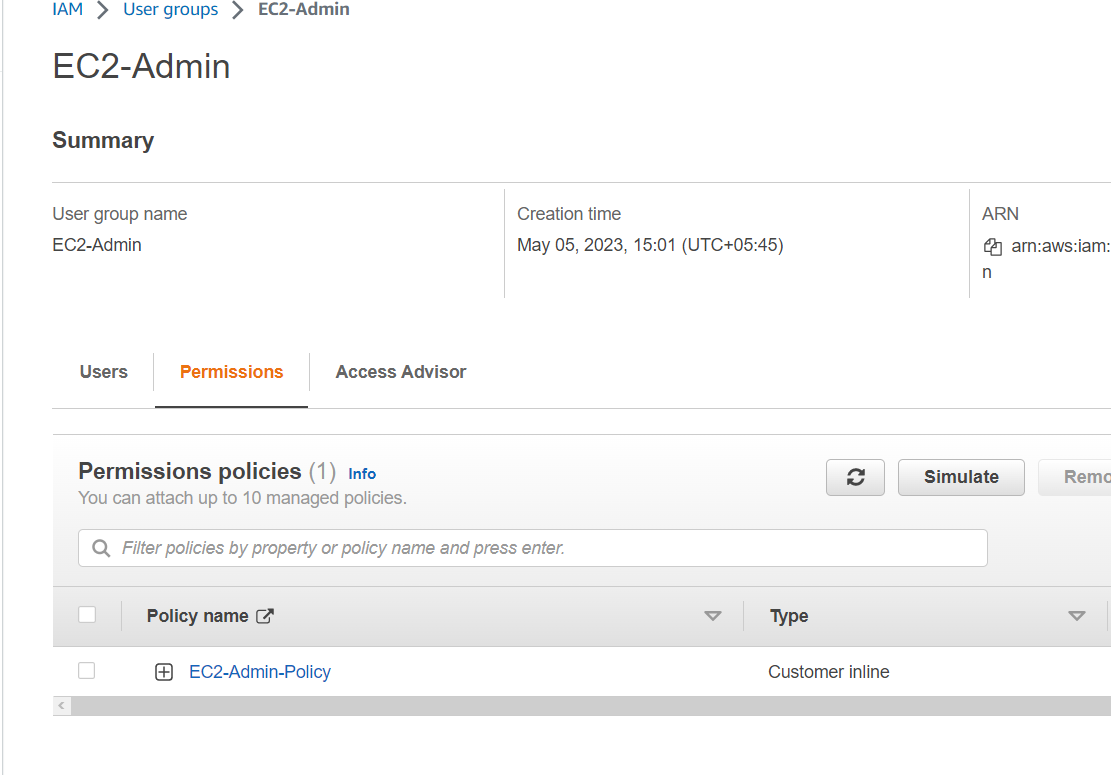 IAM > User groups > EC2-Admin
EC2-Admin
Summary
User group name
EC2-Admin
Creation time
May 05, 2023, 15:01 (UTC+05:45)
ARN
arn:aws:iam:
n
Users Permissions Access Advisor
Permissions policies (1) Info
You can attach up to 10 managed policies.
Simulate
Remo
Filter policies by property or policy name and press enter.
Policy name Type
EC2-Admin-Policy Customer inline